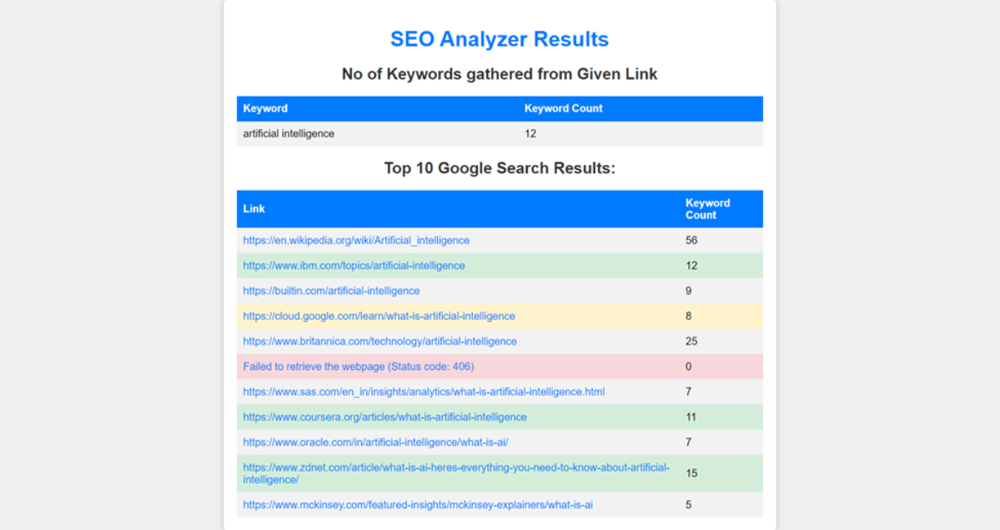 SEO Analyzer Results
No of Keywords gathered from Given Link
Keyword Keyword Count
artificial intelligence 12
Top 10 Google Search Results:
Link Keyword
Count
https://en.wikipedia.org/wiki/Artificial_intelligence 56
https://www.ibm.com/topics/artificial-intelligence 12
https://builtin.com/artificial-intelligence 9
https://cloud.google.com/learn/what-is-artificial-intelligence 8
https://www.britannica.com/technology/artificial-intelligence 25
Failed to retrieve the webpage (Status code: 406) 0
https://www.sas.com/en_in/insights/analytics/what-is-artificial-intelligence.html 7
https://www.coursera.org/articles/what-is-artificial-intelligence 11
https://www.oracle.com/in/artificial-intelligence/what-is-ai/ 7
https://www.zdnet.com/article/what-is-ai-heres-everything-you-need-to-know-about-artificial-
intelligence/ 15
https://www.mckinsey.com/featured-insights/mckinsey-explainers/what-is-ai 5